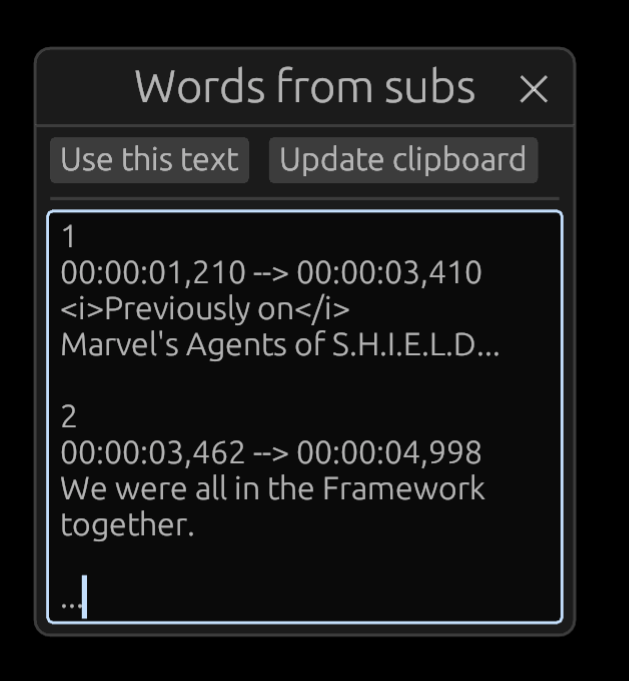 Words from subs
Use this text
Update clipboard
1
00:00:01,210 --> 00:00:03,410
<i>Previously on</i>
Marvel's Agents of S.H.I.E.L.D...

2
00:00:03,462 --> 00:00:04,998
We were all in the Framework
together.

...